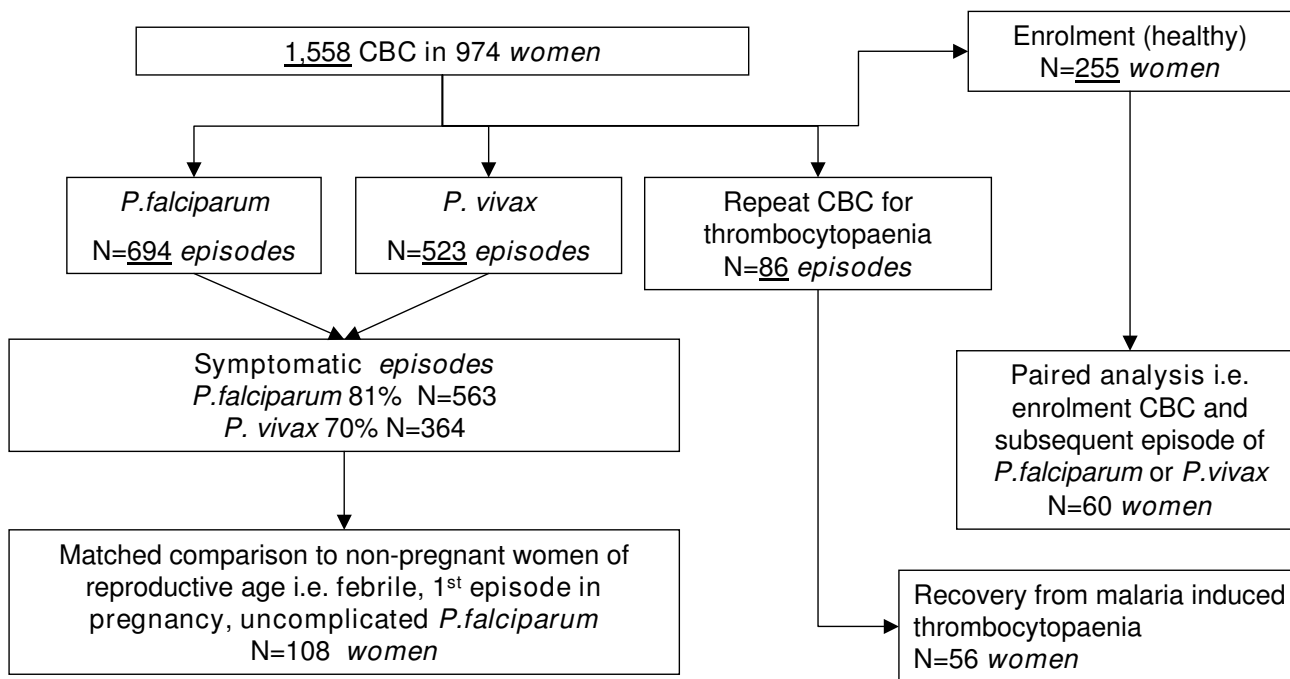 1,558 CBC in 974 women
Enrolment (healthy)
N=255 women
P.falciparum
N=694 episodes
P. vivax
N=523 episodes
Repeat CBC for
thrombocytopaenia
N=86 episodes
Symptomatic episodes
P.falciparum 81% N=563
P. vivax 70% N=364
Paired analysis i.e.
enrolment CBC and
subsequent episode of
P.falciparum or P.vivax
N=60 women
Matched comparison to non-pregnant women of
reproductive age i.e. febrile, 1st episode in
pregnancy, uncomplicated P.falciparum
N=108 women
Recovery from malaria induced
thrombocytopaenia
N=56 women